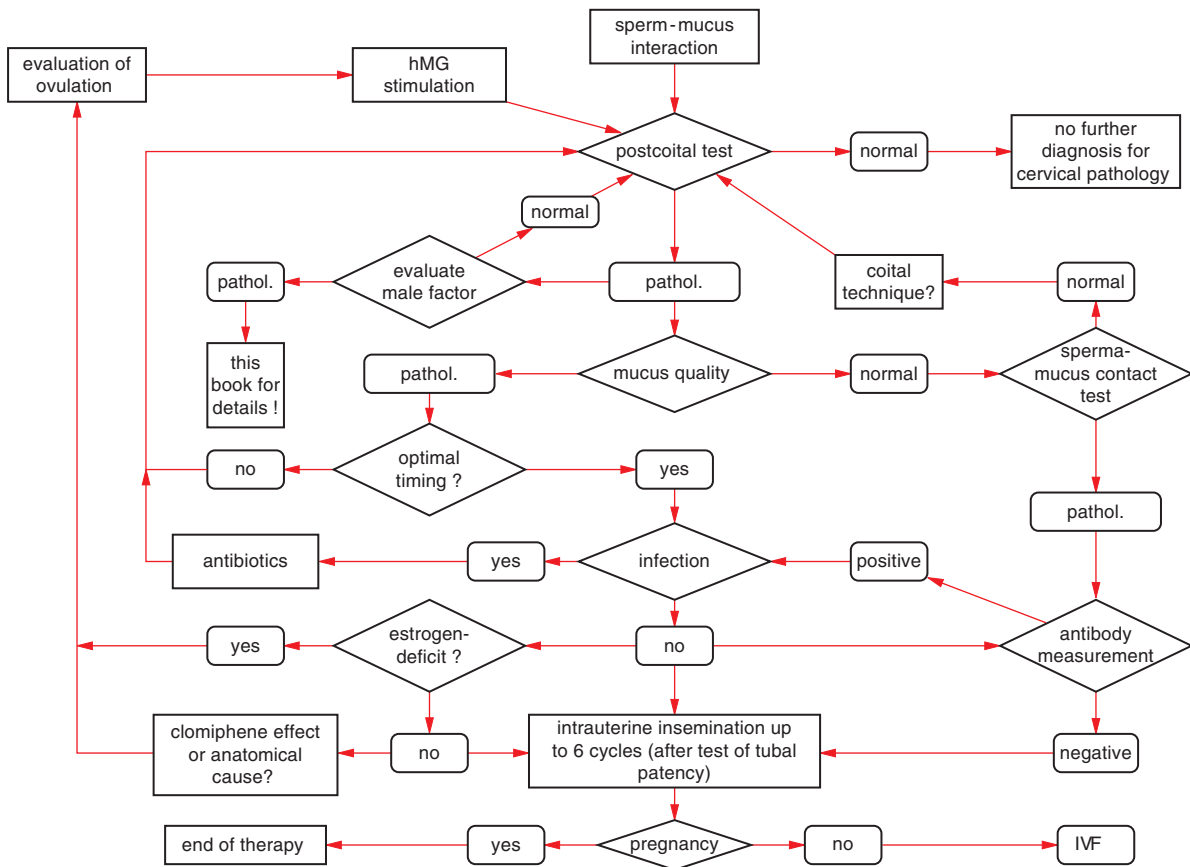 sperm-mucus
interaction
evaluation of
ovulation
hMG
stimulation
postcoital test
normal
no further
diagnosis for
cervical pathology
normal
pathol.
evaluate
male factor
pathol.
coital
technique?
normal
this
book for
details !
pathol.
mucus quality
normal
sperma-
mucus contact
test
no
optimal
timing ?
yes
pathol.
antibiotics
yes
infection
positive
yes
estrogen-
deficit ?
no
antibody
measurement
clomiphene effect
or anatomical
cause?
no
intrauterine insemination up
to 6 cycles (after test of tubal
patency)
negative
end of therapy
yes
pregnancy
no
IVF